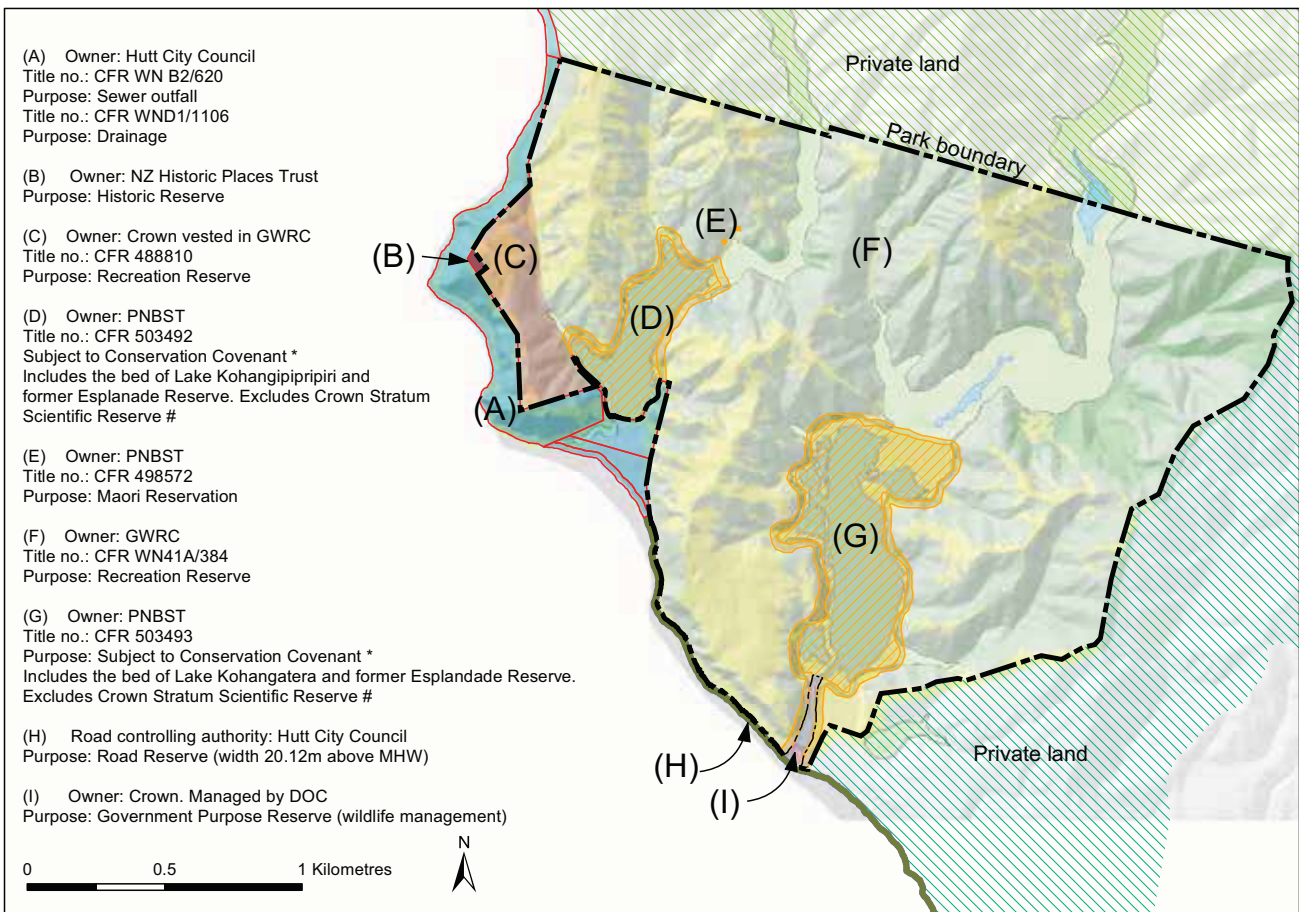 (A) Owner: Hutt City Council
Title no.: CFR WN B2/620
Purpose: Sewer outfall
Title no.: CFR WND1/1106
Purpose: Drainage
(B) Owner: NZ Historic Places Trust
Purpose: Historic Reserve
(C) Owner: Crown vested in GWRC
Title no.: CFR 488810
Purpose: Recreation Reserve
(D) Owner: PNBST
Title no.: CFR 503492
Subject to Conservation Covenant *
Includes the bed of Lake Kohangipipripiri and
former Esplanade Reserve. Excludes Crown Stratum
Scientific Reserve #
(E) Owner: PNBST
Title no.: CFR 498572
Purpose: Maori Reservation
(F) Owner: GWRC
Title no.: CFR WN41A/384
Purpose: Recreation Reserve
(G) Owner: PNBST
Title no.: CFR 503493
Purpose: Subject to Conservation Covenant *
Includes the bed of Lake Kohangatera and former Esplandade Reserve.
Excludes Crown Stratum Scientific Reserve #
(H) Road controlling authority: Hutt City Council
Purpose: Road Reserve (width 20.12m above MHW)
(I) Owner: Crown. Managed by DOC
Purpose: Government Purpose Reserve (wildlife management)
0 0.5 1 Kilometres
N
Private land
Park boundary
(E)
(F)
(B)
(C)
(D)
(A)
(G)
(H)
(I)
Private land